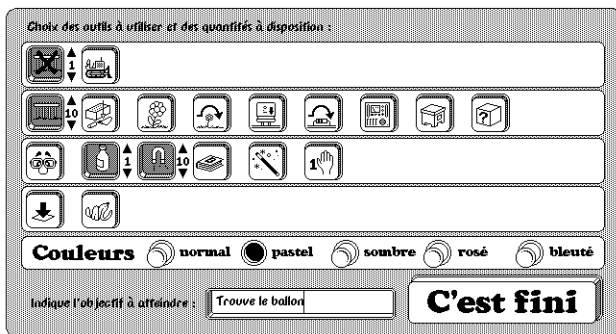 Choix des outils à utiliser et des quantités à disposition :
1
10
?
1
10
1
Couleurs normal pastel sombre rosé bleuté
Indique l'objectif à atteindre : Trouve le ballon
C'est fini